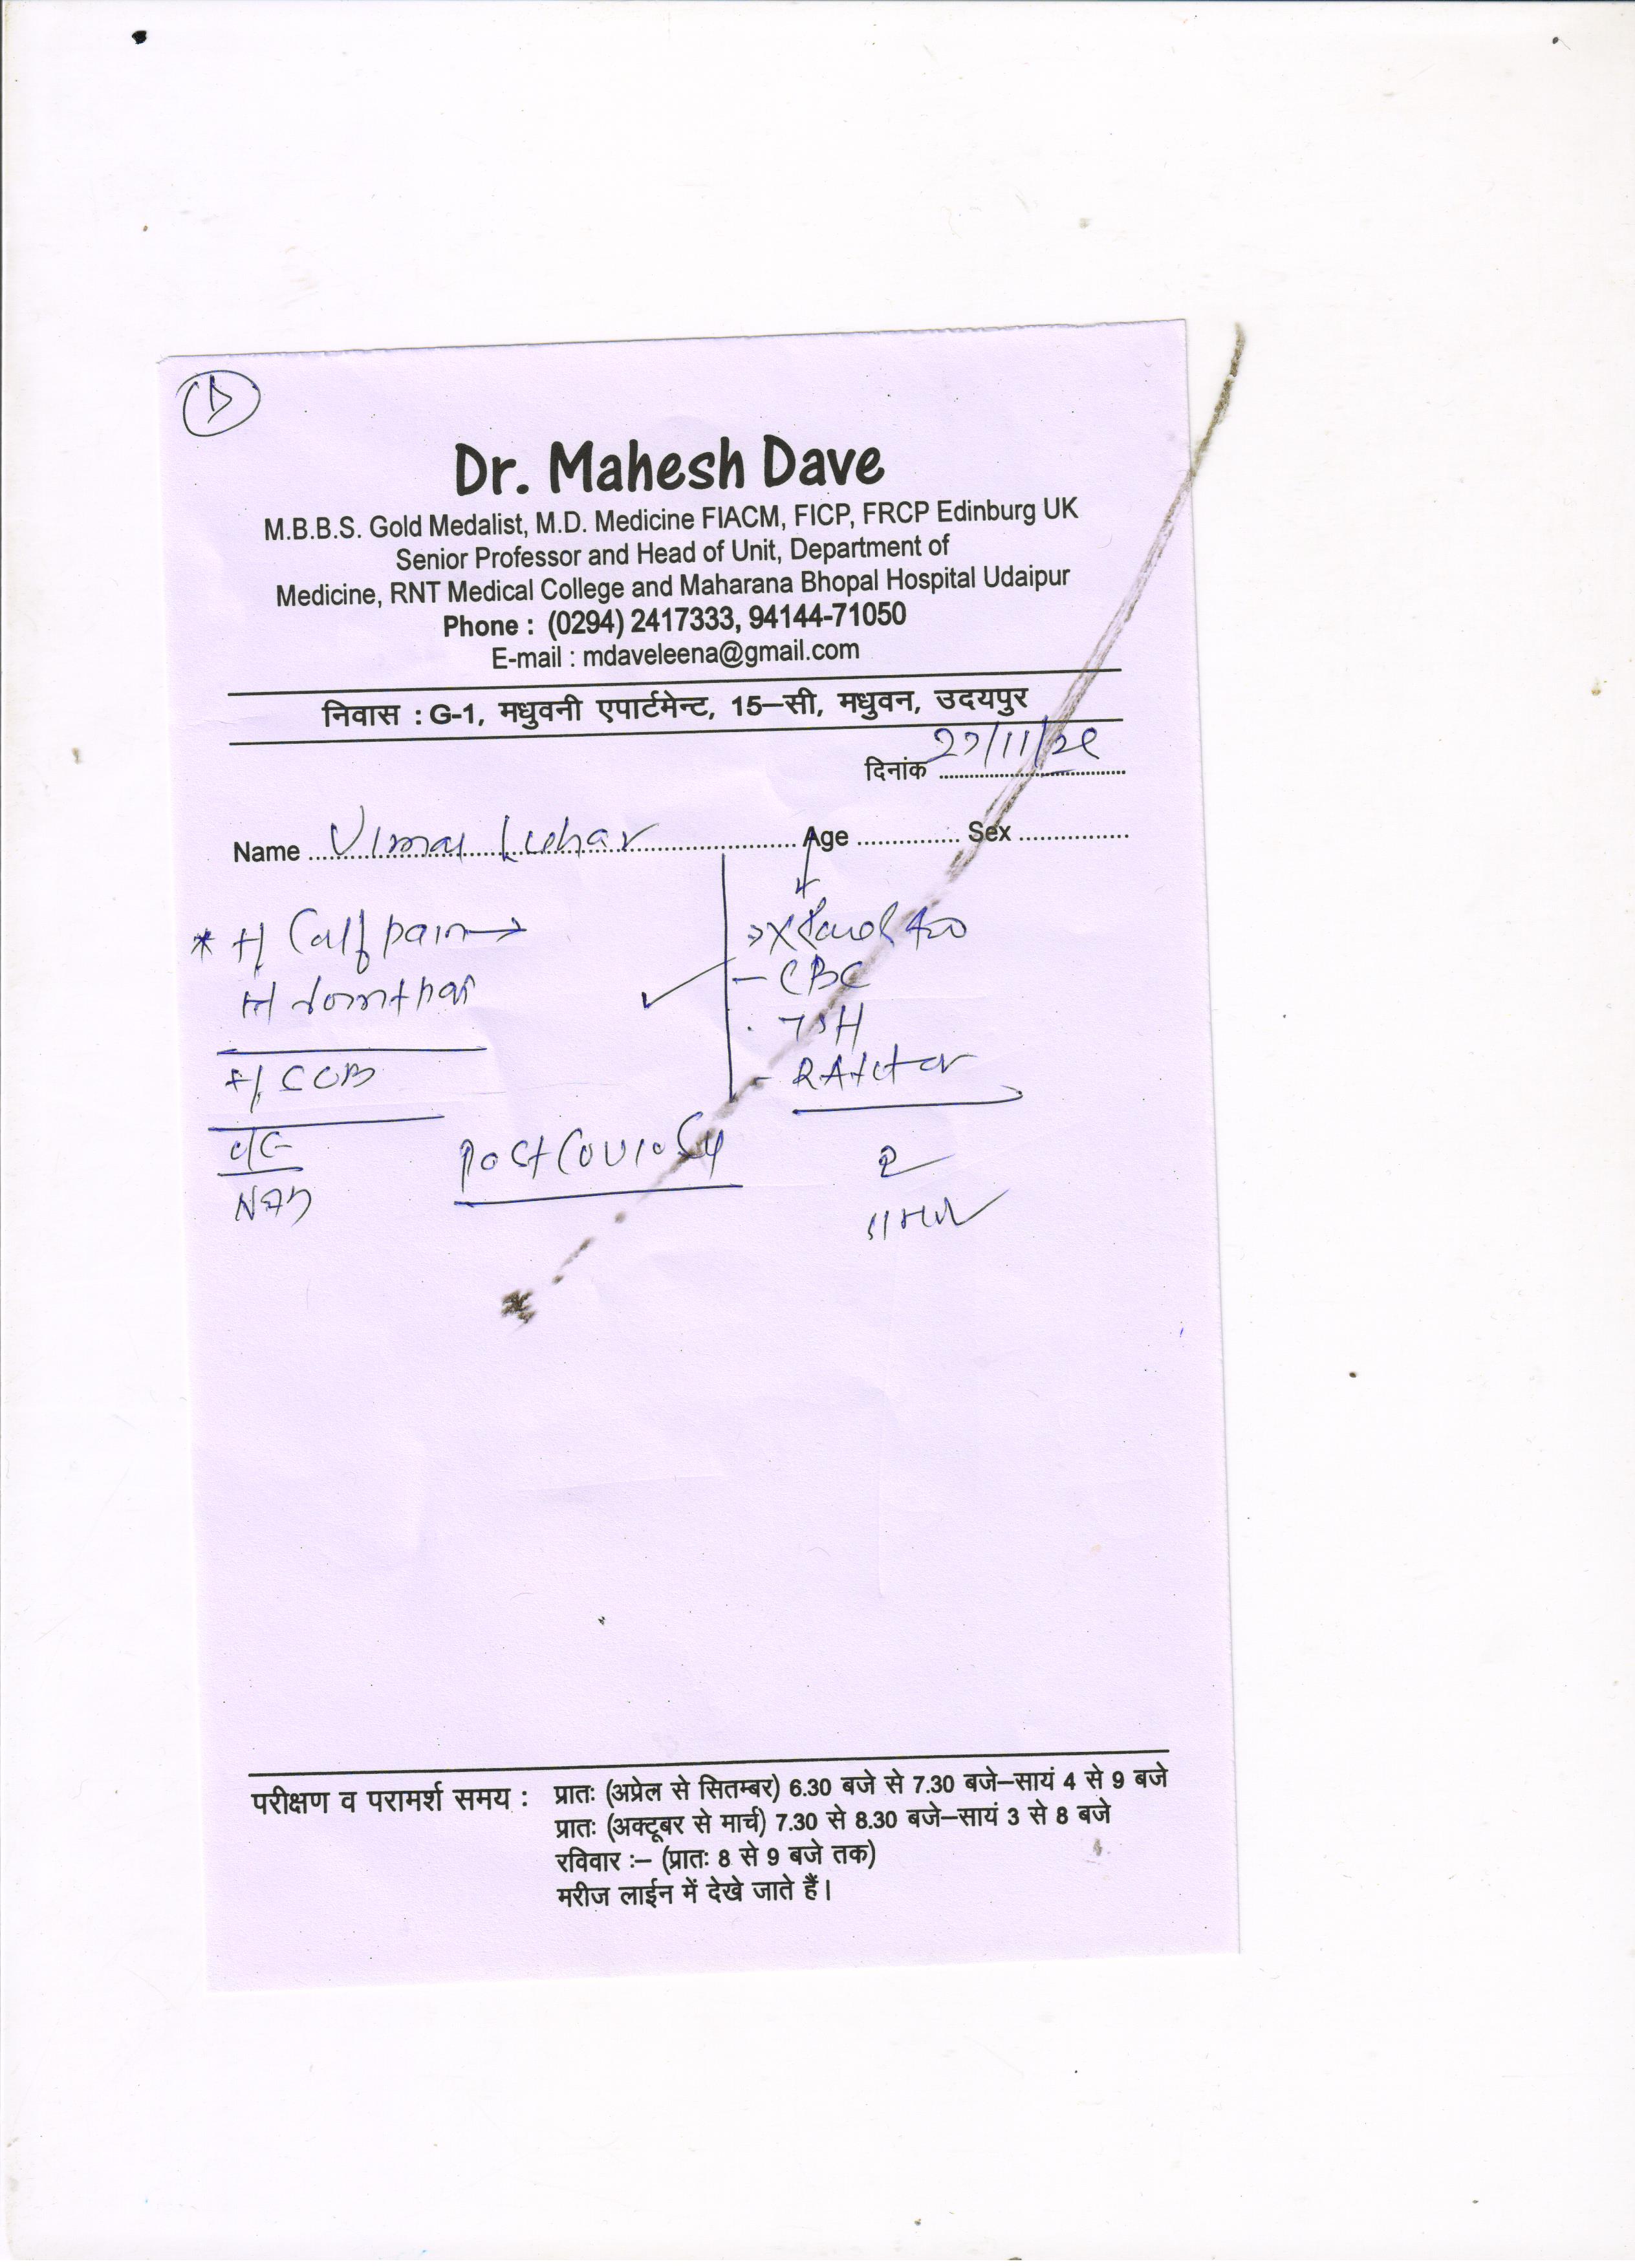 Dr. Mahesh Dave
M.B.B.S. Gold Medalist, M.D. Medicine FIACM, FICP, FRCP Edinburg UK
Senior Professor and Head of Unit, Department of
Medicine, RNT Medical College and Maharana Bhopal Hospital Udaipur
Phone : (0294) 2417333, 94144-71050
E-mail : mdaveleena@gmail.com
निवास : G-1, मधुवनी एपार्टमेन्ट, 15–सी, मधुवन, उदयपुर
दिनांक 27/11/20
Name Vimal Luhar Age Sex
Calf pain
- CBC
TSH
Post Covid
परीक्षण व परामर्श समय : प्रातः (अप्रेल से सितम्बर) 6.30 बजे से 7.30 बजे–सायं 4 से 9 बजे
प्रातः (अक्टूबर से मार्च) 7.30 से 8.30 बजे–सायं 3 से 8 बजे
रविवार :– (प्रातः 8 से 9 बजे तक)
मरीज लाईन में देखे जाते हैं।